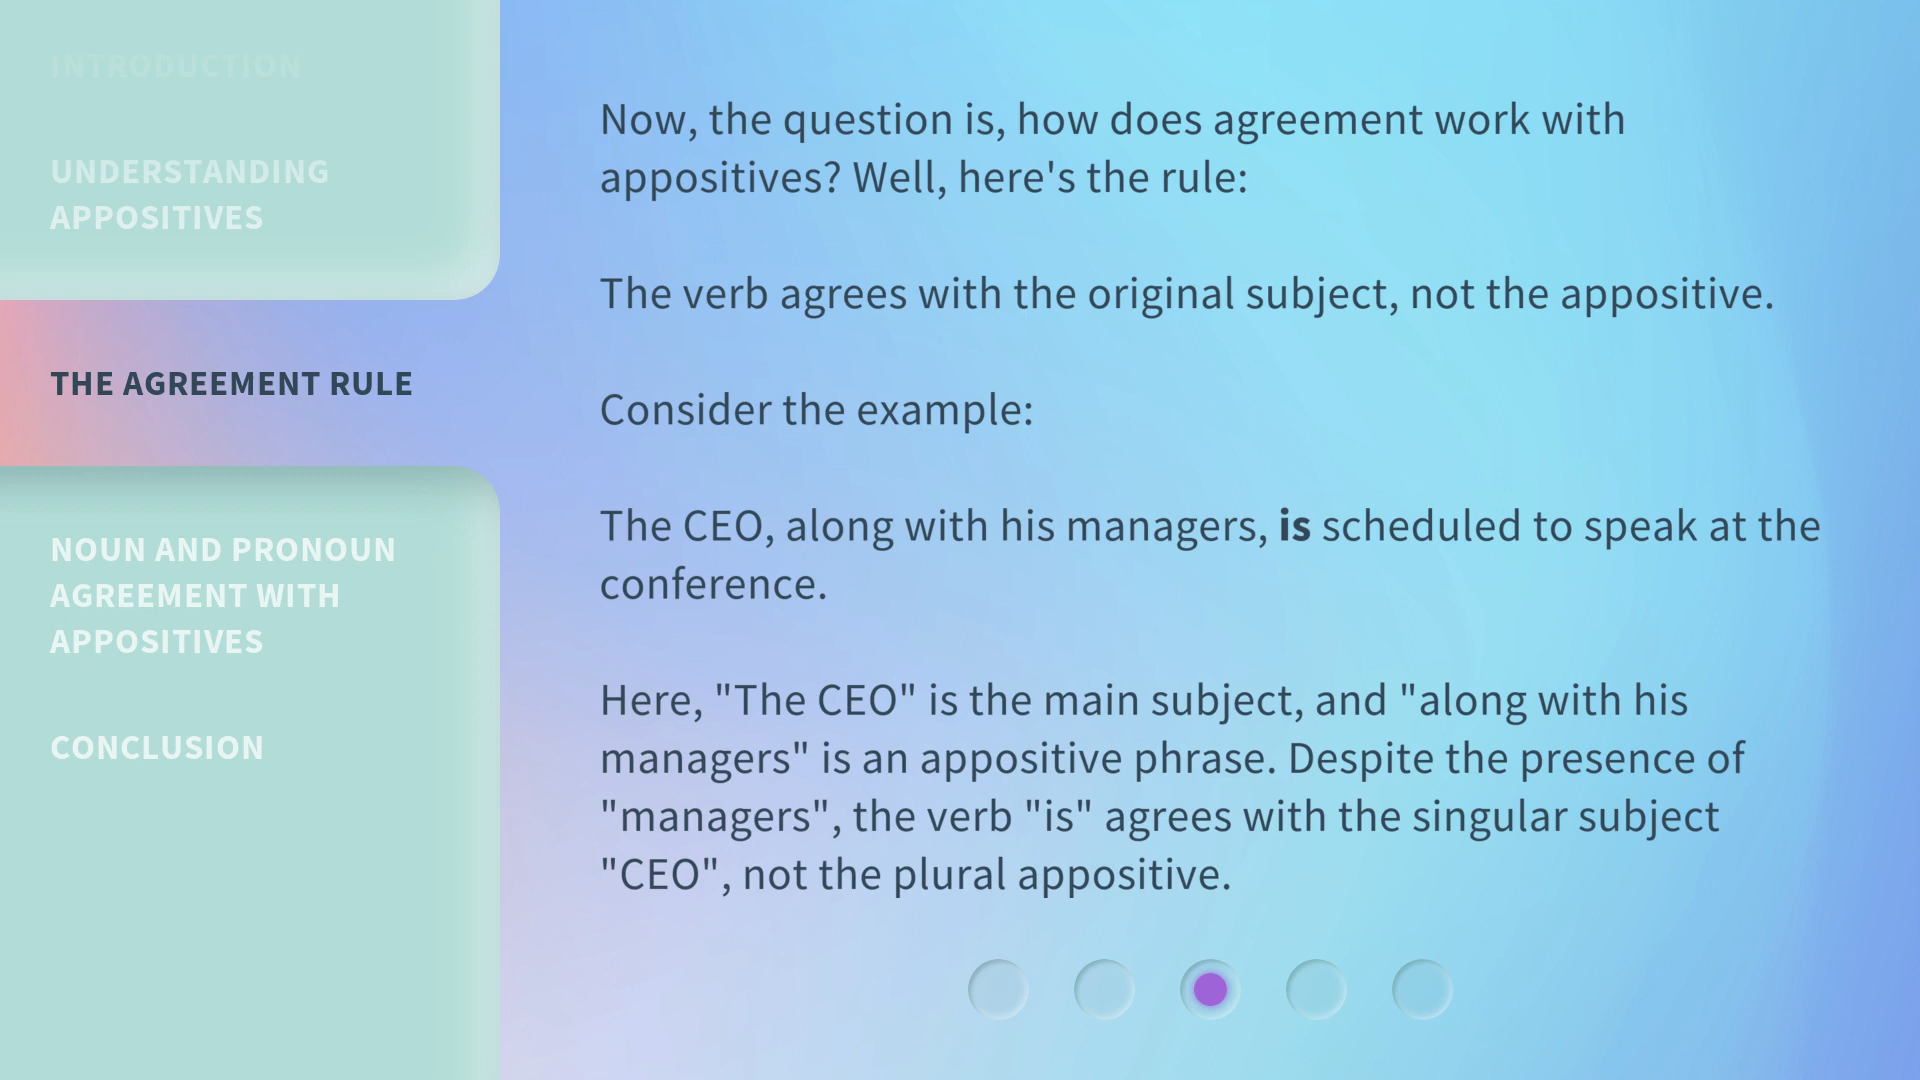 INTRODUCTION
UNDERSTANDING
APPOSITIVES
THE AGREEMENT RULE
NOUN AND PRONOUN
AGREEMENT WITH
APPOSITIVES
CONCLUSION
Now, the question is, how does agreement work with
appositives? Well, here's the rule:
The verb agrees with the original subject, not the appositive.
Consider the example:
The CEO, along with his managers, is scheduled to speak at the
conference.
Here, "The CEO" is the main subject, and "along with his
managers" is an appositive phrase. Despite the presence of
"managers", the verb "is" agrees with the singular subject
"CEO", not the plural appositive.